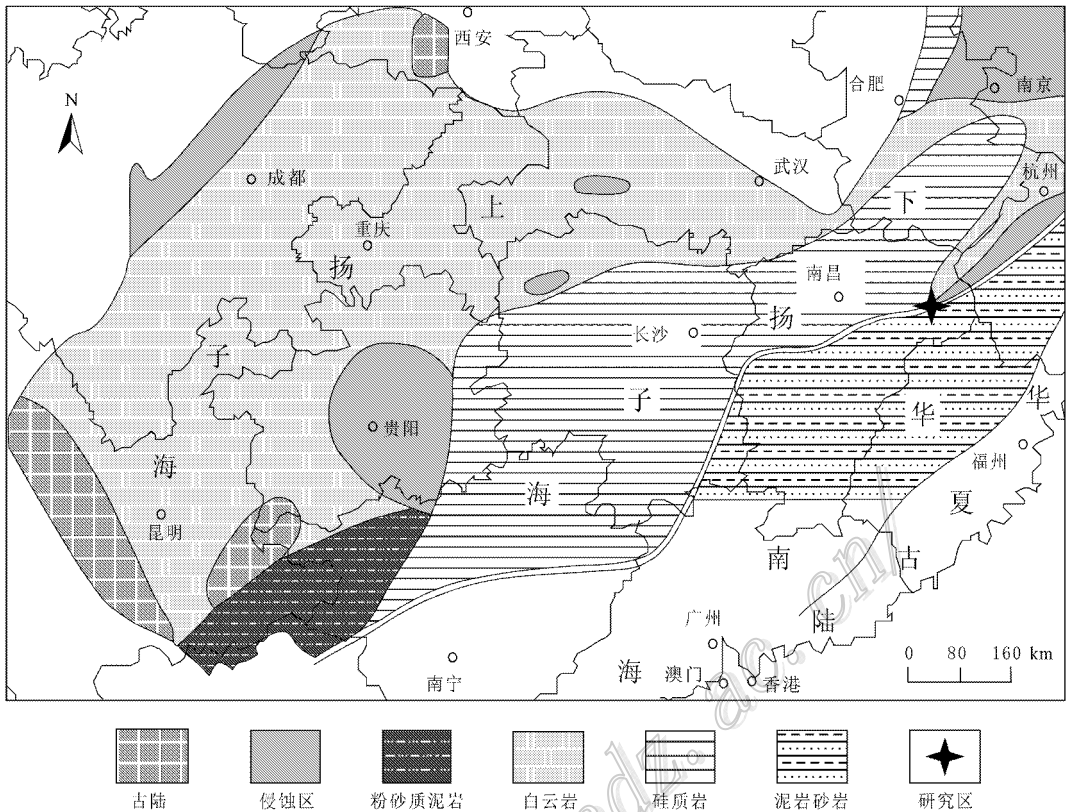 N
西安
合肥
南京
成都
武汉
杭州
上
下
重庆
扬
南昌
扬
长沙
子
子
华
华
贵阳
福州
海
海
夏
昆明
南
古
广州
陆
南宁
海
澳门
香港
0 80 160 km
古陆 侵蚀区 粉砂质泥岩 白云岩 硅质岩 泥岩砂岩 研究区